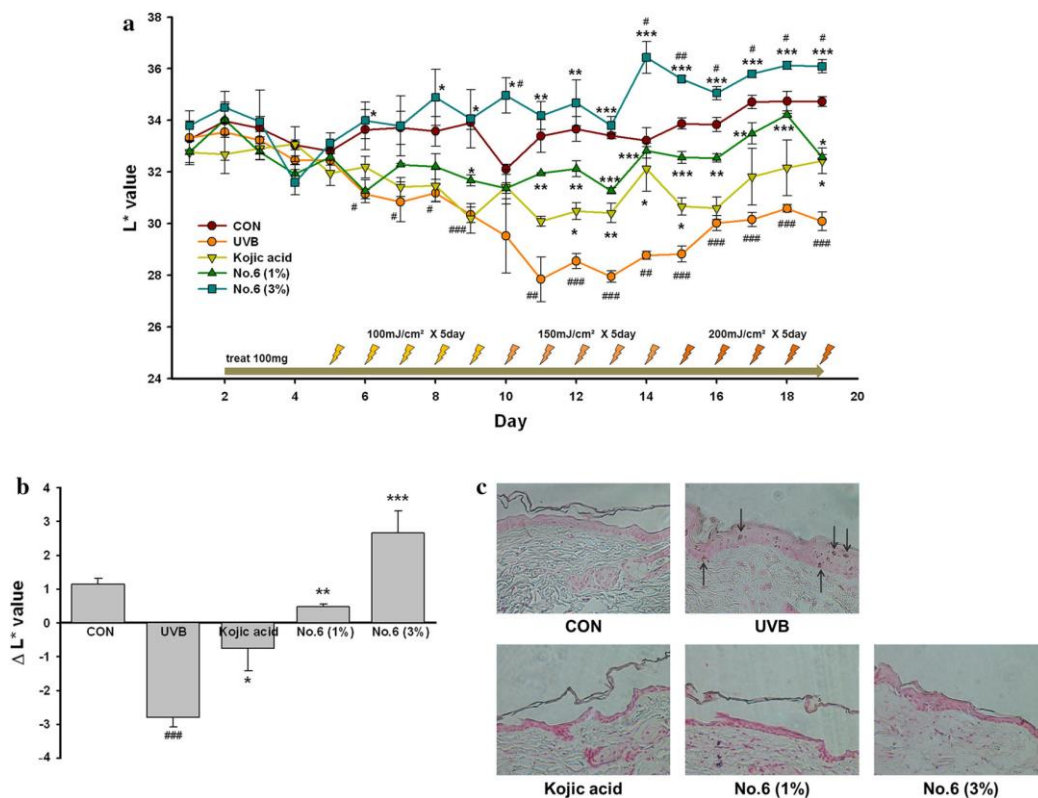 a
38
36
34
32
30
28
26
24
L* value
CON
UVB
Kojic acid
No.6 (1%)
No.6 (3%)
#
***
##
***
#
***
#
***
#
***
#
***
*
*
*
*#
**
**
***
*
**
**
***
***
***
**
**
***
*
*
**
*
*
*
#
#
#
###
##
###
###
##
###
###
###
###
###
100mJ/cm² X 5day
150mJ/cm² X 5day
200mJ/cm² X 5day
treat 100mg
2 4 6 8 10 12 14 16 18 20
Day
b
4
3
2
1
0
-1
-2
-3
-4
Δ L* value
CON
UVB
Kojic acid
No.6 (1%)
No.6 (3%)
###
*
**
***
c
CON
UVB
Kojic acid
No.6 (1%)
No.6 (3%)